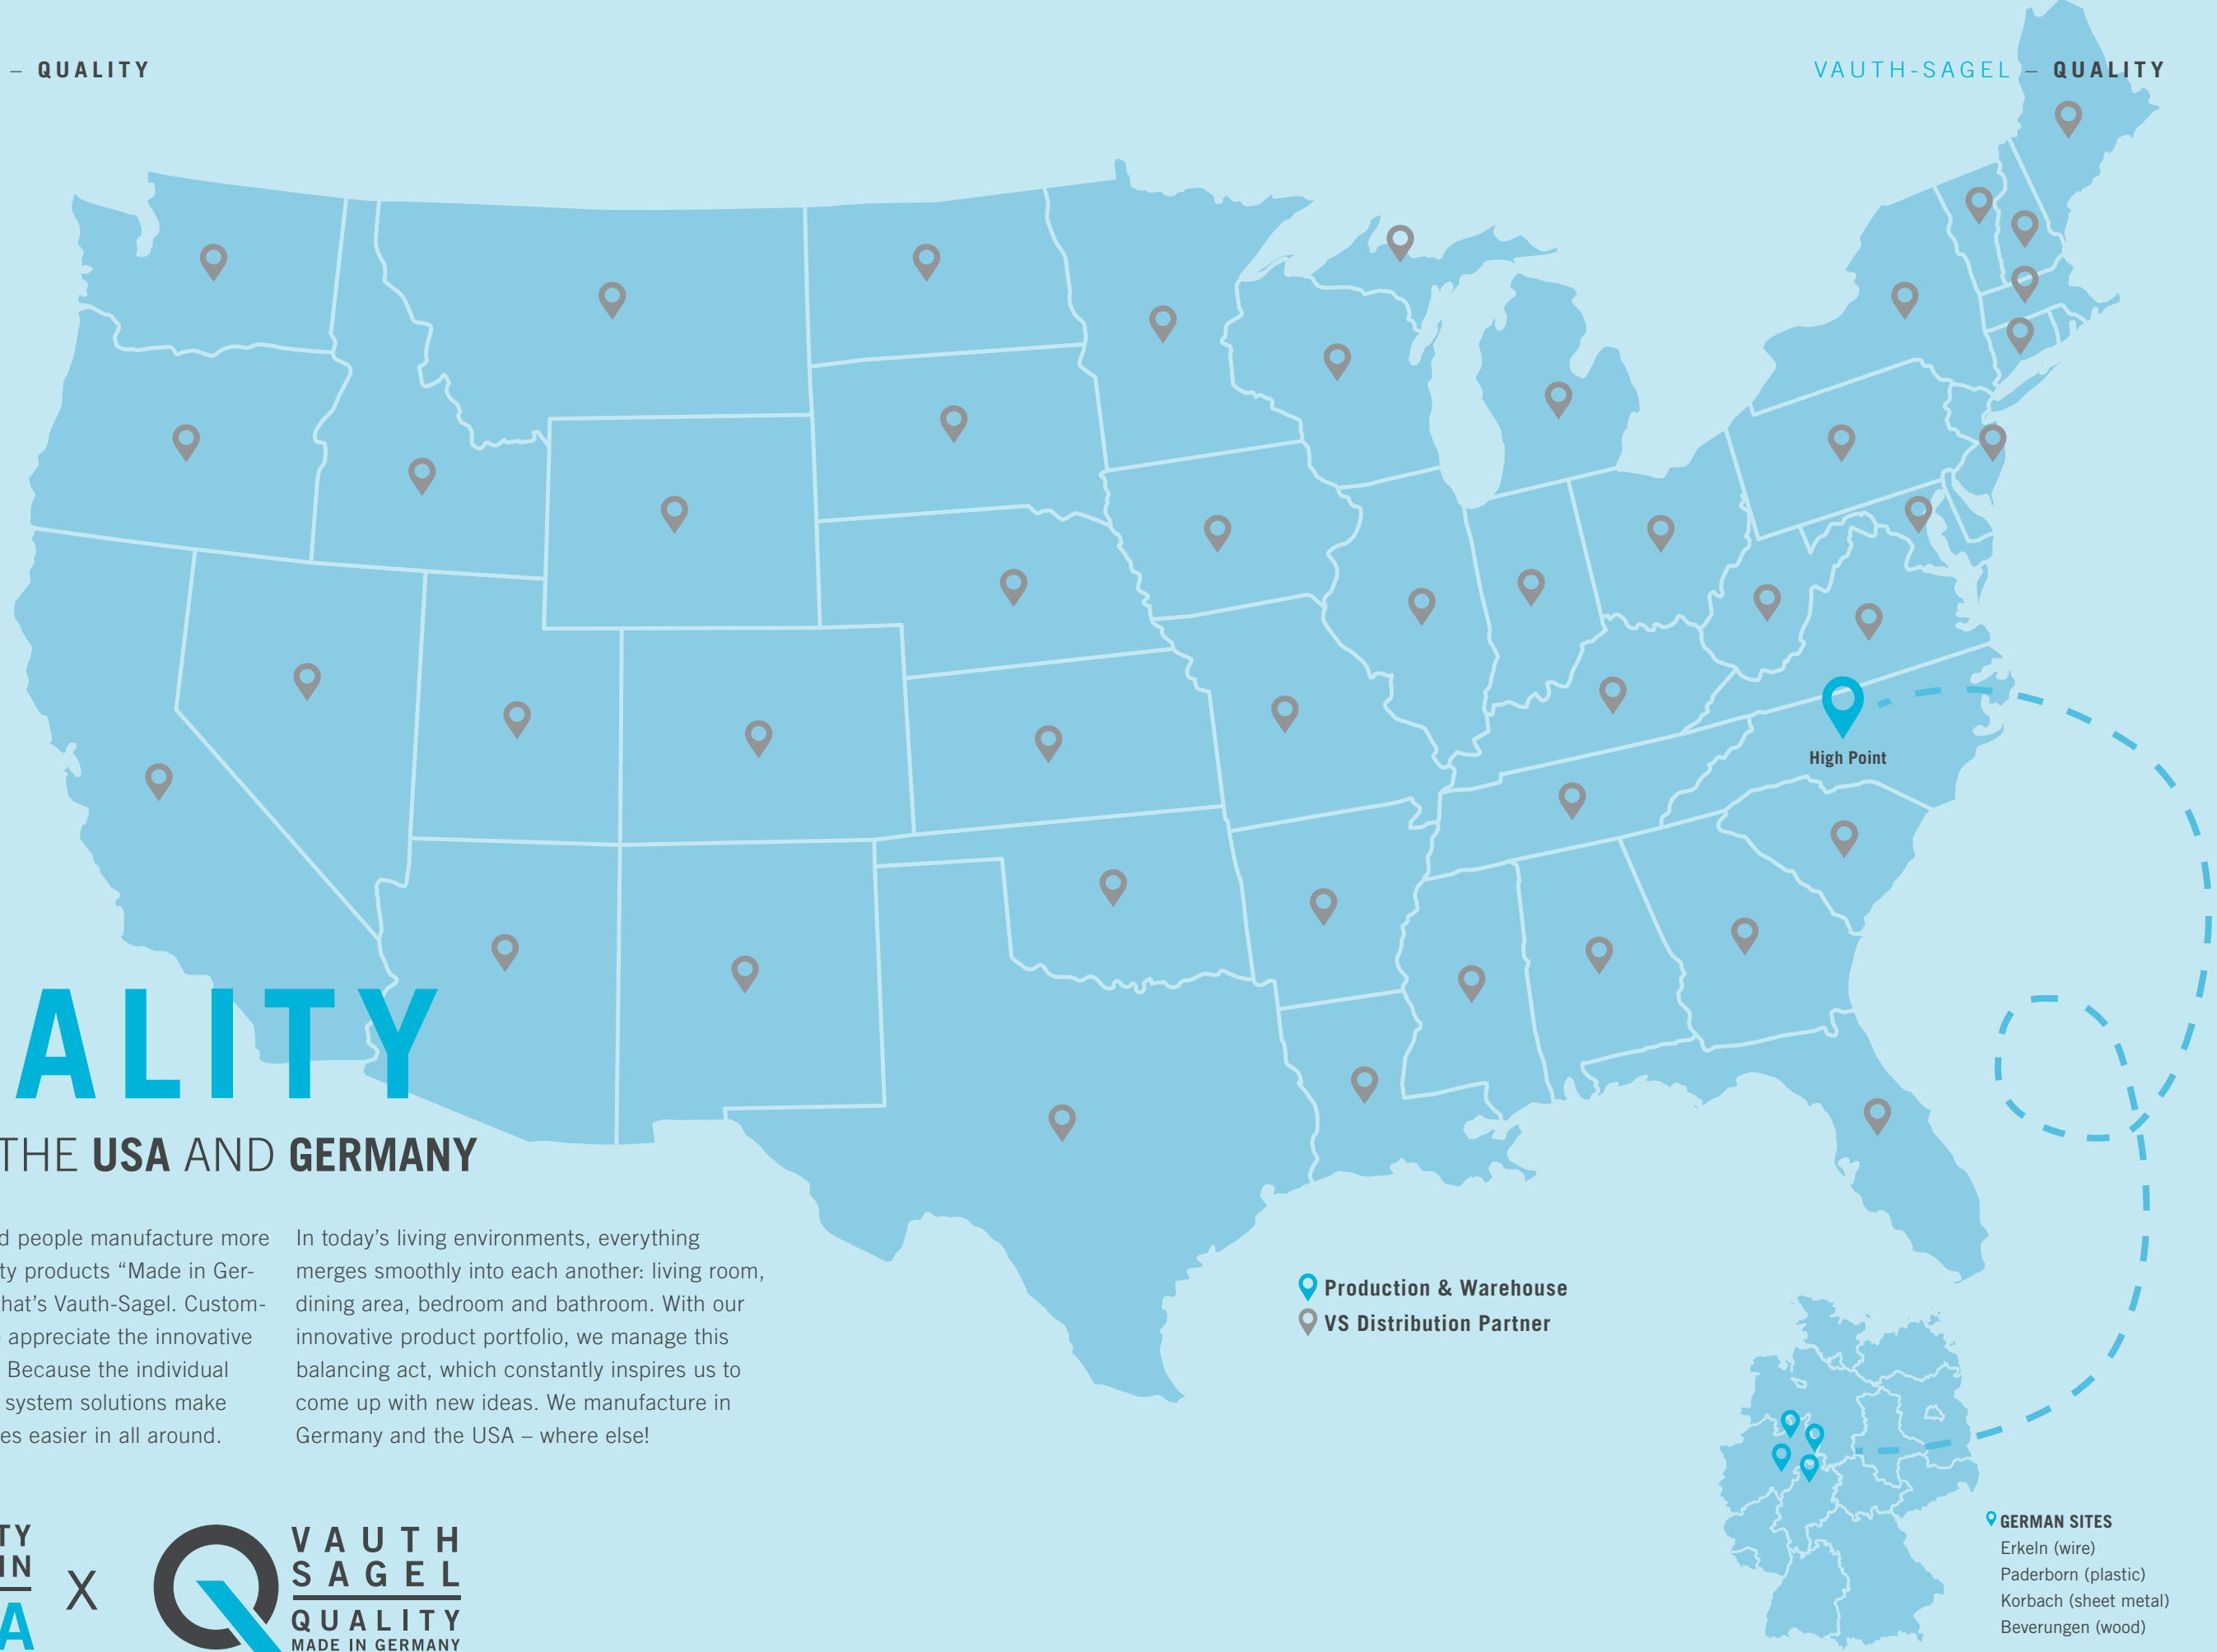 – QUALITY
VAUTH-SAGEL – QUALITY
High Point
ALITY
THE USA AND GERMANY
people manufacture more
products “Made in Ger-
Vauth-Sagel. Custom-
appreciate the innovative
Because the individual
system solutions make
easier in all around.
In today’s living environments, everything
merges smoothly into each another: living room,
dining area, bedroom and bathroom. With our
innovative product portfolio, we manage this
balancing act, which constantly inspires us to
come up with new ideas. We manufacture in
Germany and the USA – where else!
Production & Warehouse
VS Distribution Partner
GERMAN SITES
Erkeln (wire)
Paderborn (plastic)
Korbach (sheet metal)
Beverungen (wood)
TY
IN
A
X
VAUTH
SAGEL
QUALITY
MADE IN GERMANY